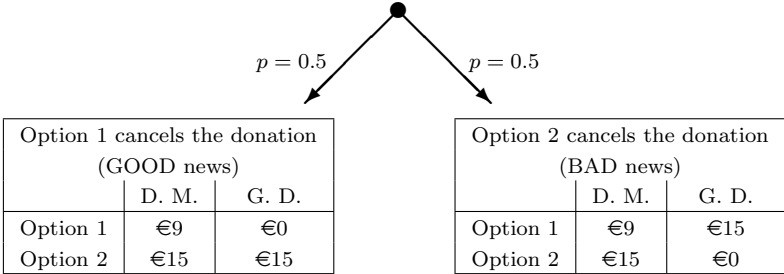 p = 0.5
p = 0.5
Option 1 cancels the donation
(GOOD news)
D. M. G. D.
Option 1 €9 €0
Option 2 €15 €15
Option 2 cancels the donation
(BAD news)
D. M. G. D.
Option 1 €9 €15
Option 2 €15 €0